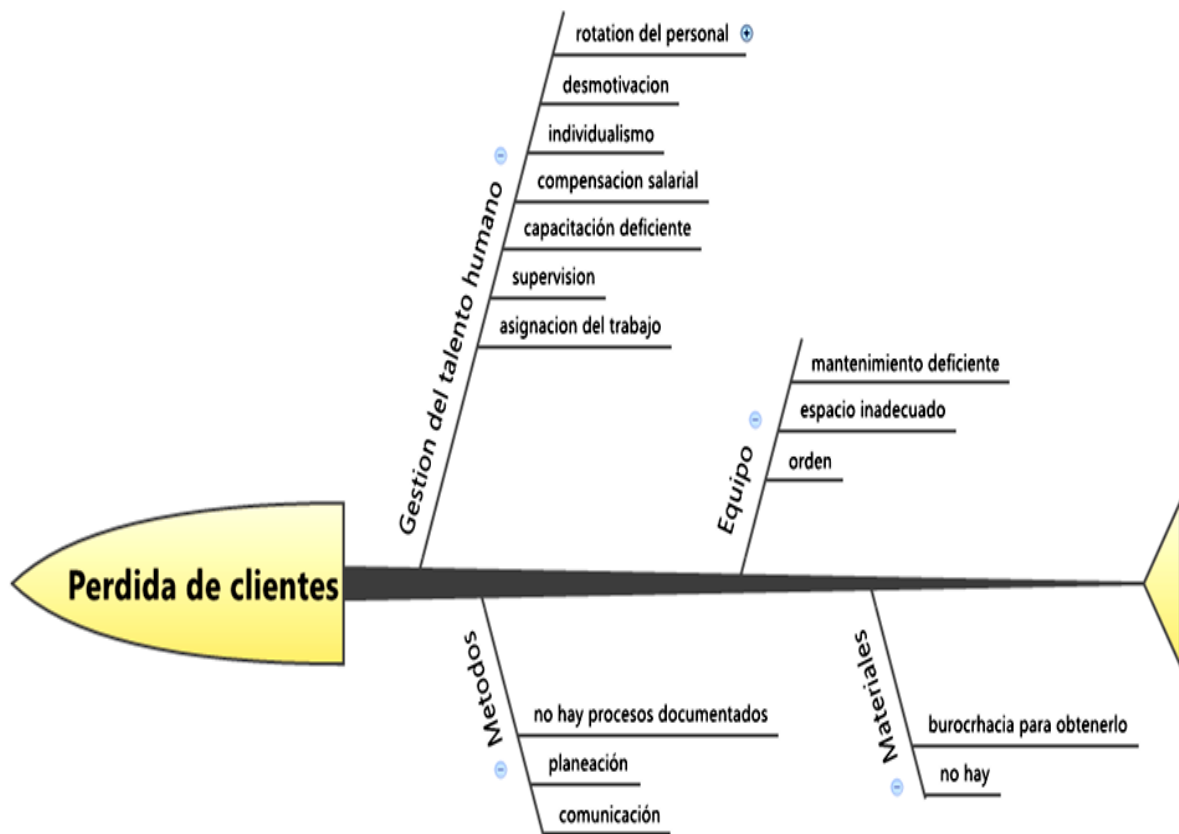 rotation del personal
desmotivacion
individualismo
compensacion salarial
capacitación deficiente
supervision
asignacion del trabajo
Gestion del talento humano
mantenimiento deficiente
espacio inadecuado
orden
Equipo
Perdida de clientes
Metodos
no hay procesos documentados
planeación
comunicación
Materiales
burocrhacia para obtenerlo
no hay